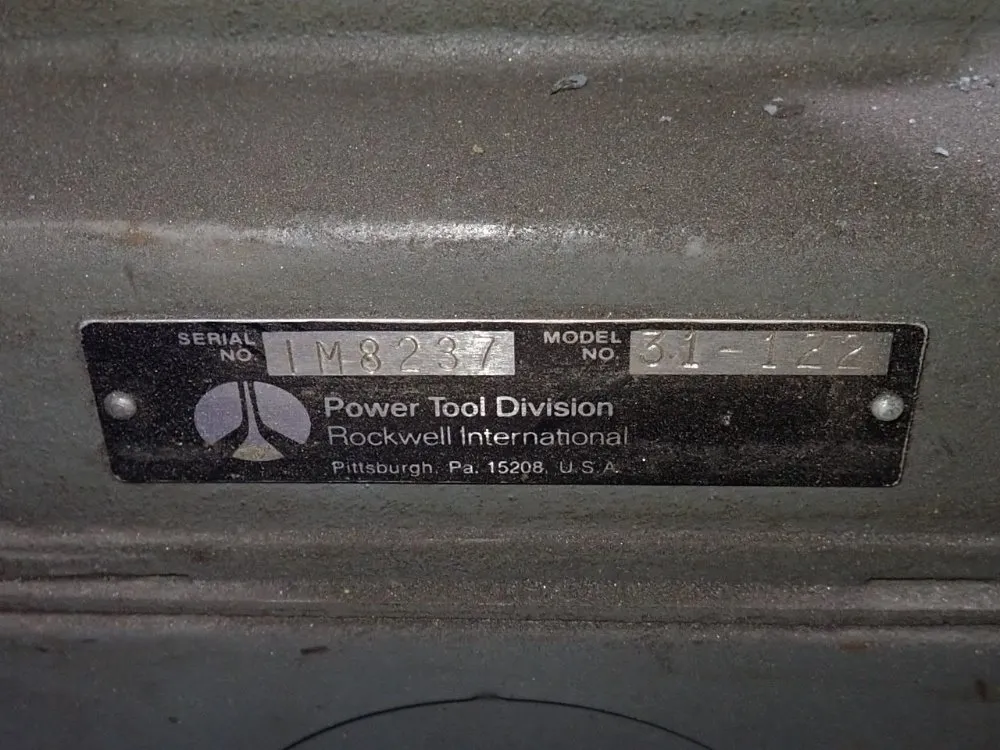 SERIAL NO. 1M8237 MODEL NO. 31-122
Power Tool Division
Rockwell International
Pittsburgh, Pa. 15208, U.S.A.